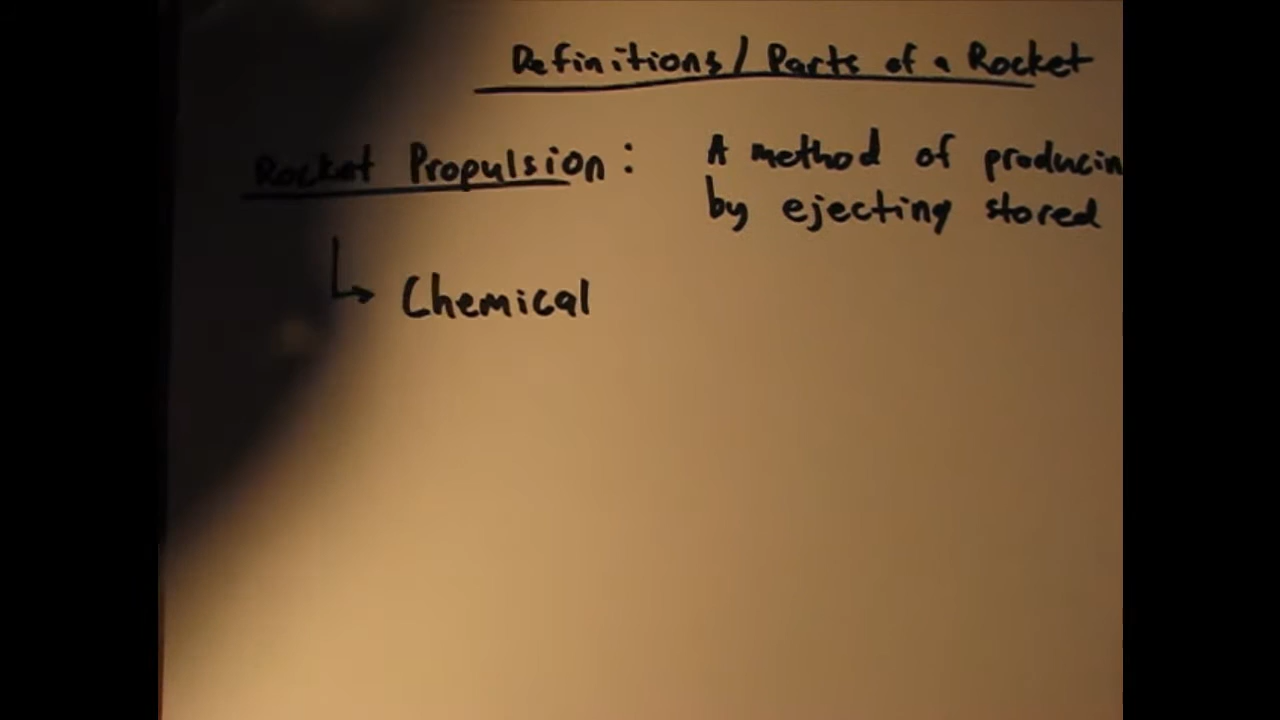 Definitions / Parts of a Rocket
Rocket Propulsion : A method of producin
by ejecting stored
Chemical